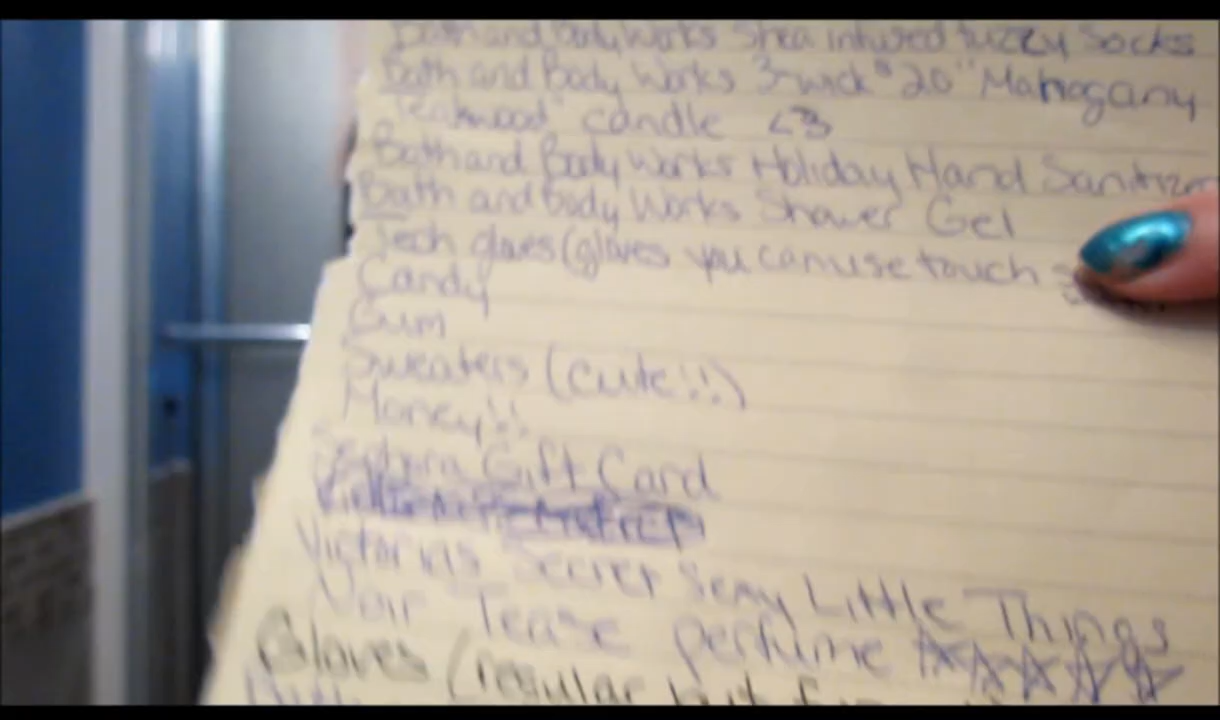 Bath and Body Works Shea infused fuzzy Socks
Bath and Body Works 3-wick "20" Mahogany
Teakwood" candle <3
Bath and Body Works Holiday Hand
Bath and Body Works Shower Gel
Tech gloves (gloves you can use touch
Candy
Gum
Sweaters (cute!!)
Money!!
Sephora Gift Card
Victorias Secret Sexy Little Things
Noir Tease perfume ☆☆☆☆☆
Gloves (regular but